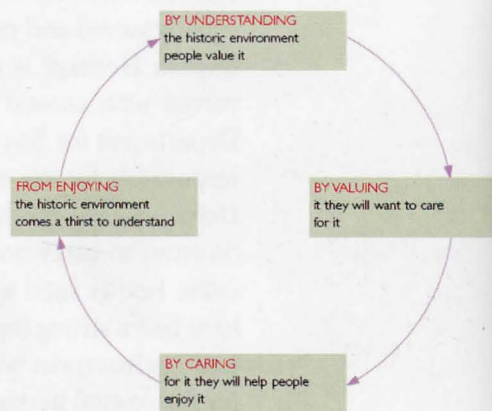 BY UNDERSTANDING
the historic environment
people value it
BY VALUING
it they will want to care
for it
BY CARING
for it they will help people
enjoy it
FROM ENJOYING
the historic environment
comes a thirst to understand